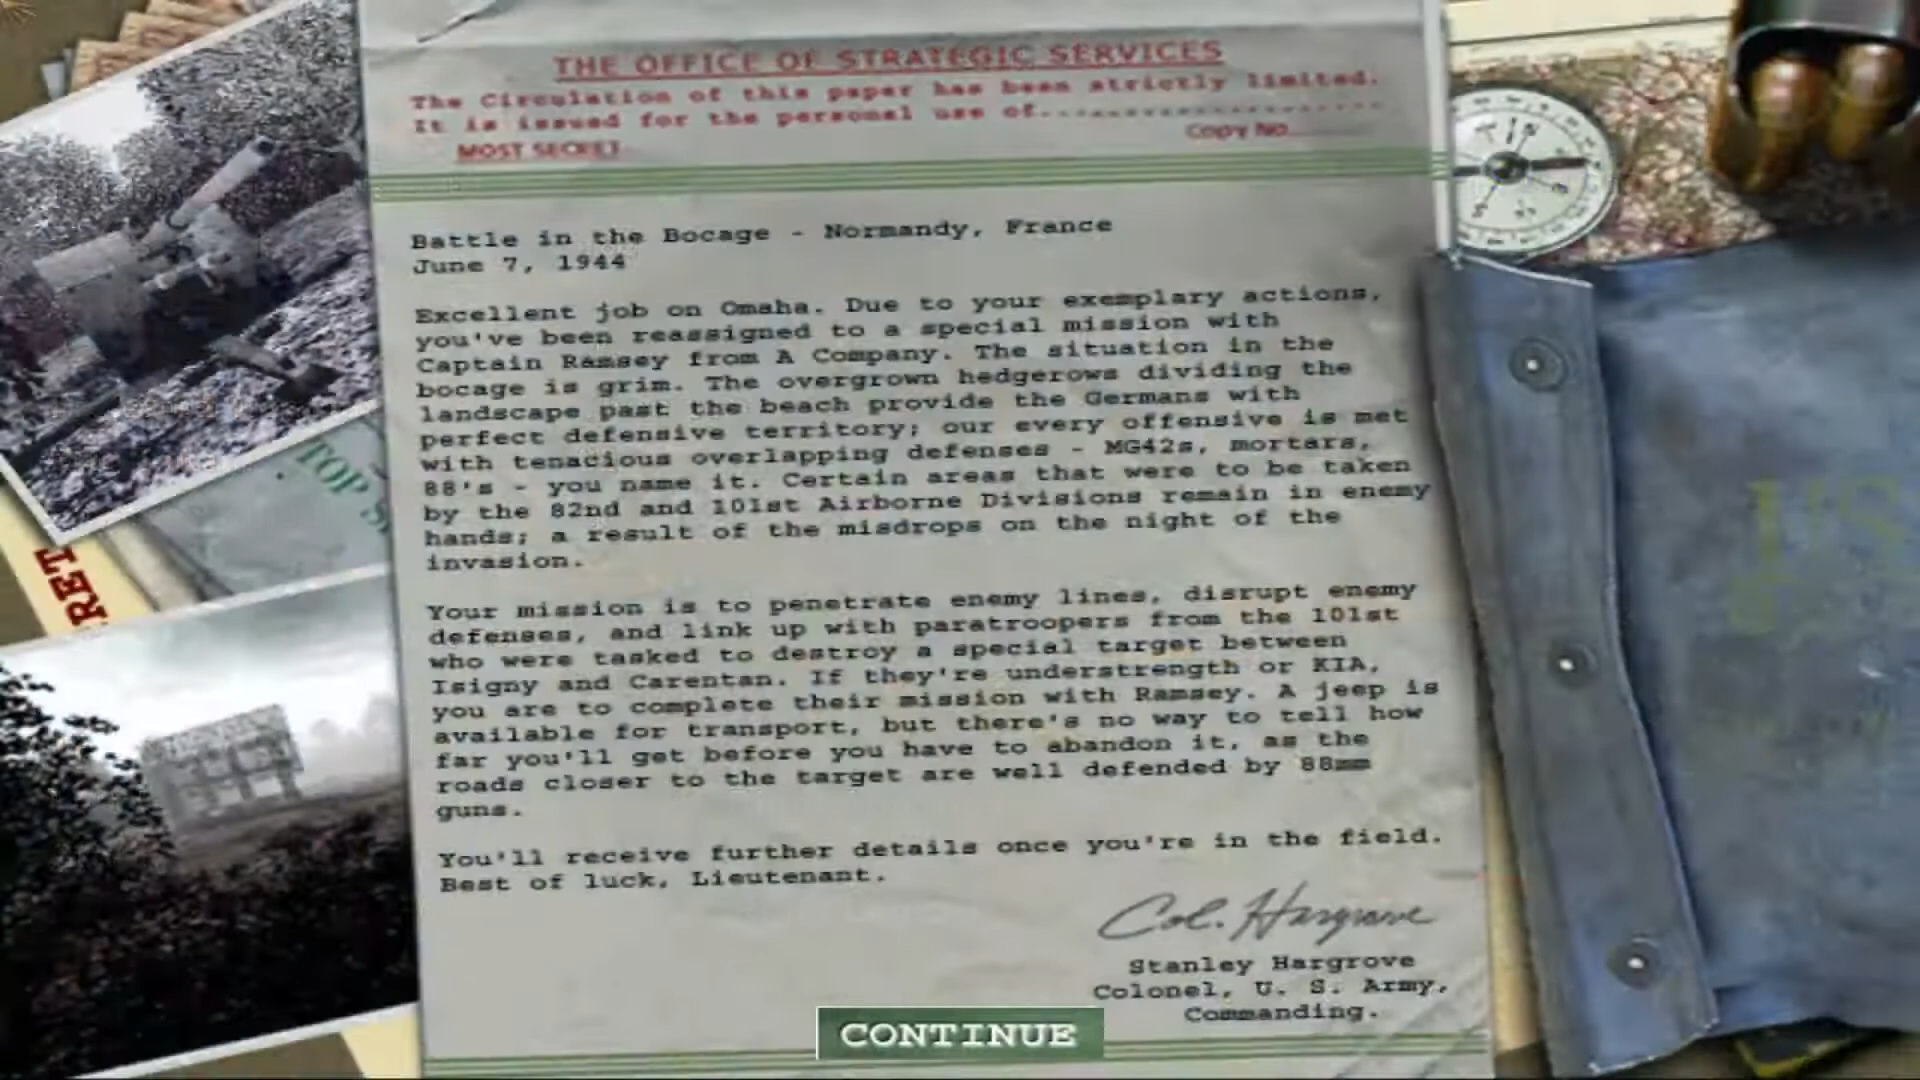 THE OFFICE OF STRATEGIC SERVICES
The Circulation of this paper has been strictly limited.
It is issued for the personal use of......................
MOST SECRET
Copy No.
Battle in the Bocage - Normandy, France
June 7, 1944
Excellent job on Omaha. Due to your exemplary actions,
you've been reassigned to a special mission with
Captain Ramsey from A Company. The situation in the
bocage is grim. The overgrown hedgerows dividing the
landscape past the beach provide the Germans with
perfect defensive territory; our every offensive is met
with tenacious overlapping defenses - MG42s, mortars,
88's - you name it. Certain areas that were to be taken
by the 82nd and 101st Airborne Divisions remain in enemy
hands; a result of the misdrops on the night of the
invasion.
Your mission is to penetrate enemy lines, disrupt enemy
defenses, and link up with paratroopers from the 101st
who were tasked to destroy a special target between
Isigny and Carentan. If they're understrength or KIA,
you are to complete their mission with Ramsey. A jeep is
available for transport, but there's no way to tell how
far you'll get before you have to abandon it, as the
roads closer to the target are well defended by 88mm
guns.
You'll receive further details once you're in the field.
Best of luck, Lieutenant.
Col. Hargrove
Stanley Hargrove
Colonel, U. S. Army,
Commanding.
CONTINUE
TOP S
RET
US